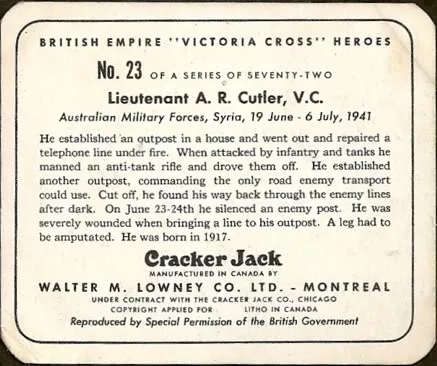 BRITISH EMPIRE "VICTORIA CROSS" HEROES
No. 23 OF A SERIES OF SEVENTY-TWO
Lieutenant A. R. Cutler, V.C.
Australian Military Forces, Syria, 19 June - 6 July, 1941
He established an outpost in a house and went out and repaired a
telephone line under fire. When attacked by infantry and tanks he
manned an anti-tank rifle and drove them off. He established
another outpost, commanding the only road enemy transport
could use. Cut off, he found his way back through the enemy lines
after dark. On June 23-24th he silenced an enemy post. He was
severely wounded when bringing a line to his outpost. A leg had to
be amputated. He was born in 1917.
Cracker Jack
MANUFACTURED IN CANADA BY
WALTER M. LOWNEY CO. LTD. - MONTREAL
UNDER CONTRACT WITH THE CRACKER JACK CO., CHICAGO
COPYRIGHT APPLIED FOR LITHO IN CANADA
Reproduced by Special Permission of the British Government